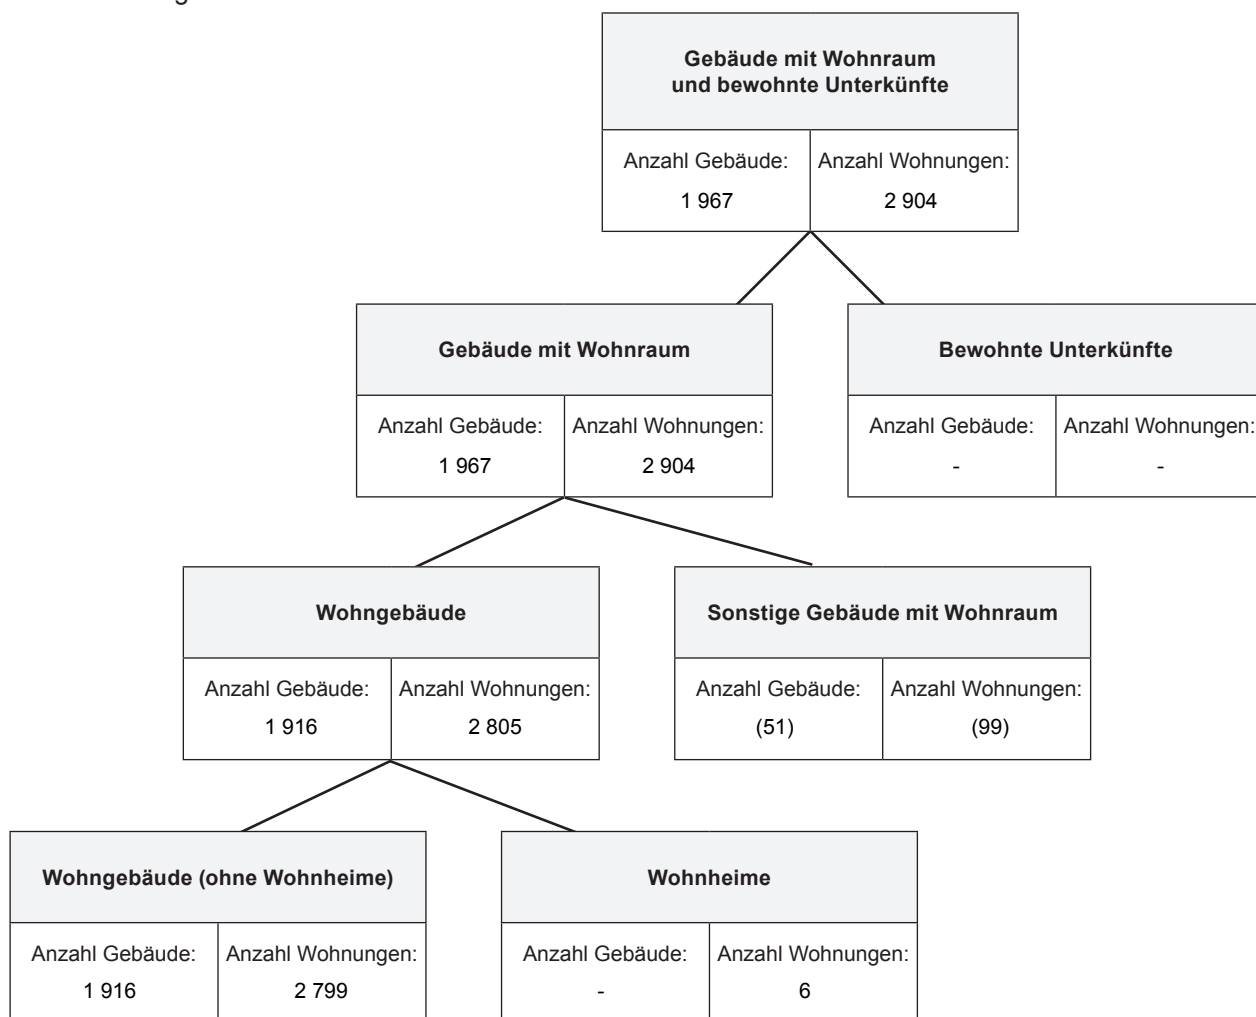 Gebäude mit Wohnraum
und bewohnte Unterkünfte
Anzahl Gebäude: Anzahl Wohnungen:
1 967 2 904
Gebäude mit Wohnraum Bewohnte Unterkünfte
Anzahl Gebäude: Anzahl Wohnungen: Anzahl Gebäude: Anzahl Wohnungen:
1 967 2 904 - -
Wohngebäude Sonstige Gebäude mit Wohnraum
Anzahl Gebäude: Anzahl Wohnungen: Anzahl Gebäude: Anzahl Wohnungen:
1 916 2 805 (51) (99)
Wohngebäude (ohne Wohnheime) Wohnheime
Anzahl Gebäude: Anzahl Wohnungen: Anzahl Gebäude: Anzahl Wohnungen:
1 916 2 799 - 6